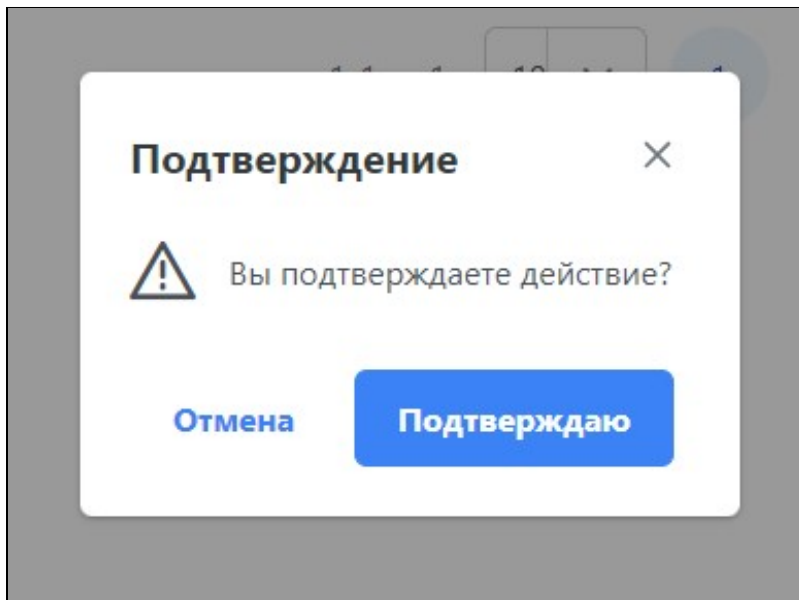 Подтверждение
Вы подтверждаете действие?
Отмена
Подтверждаю